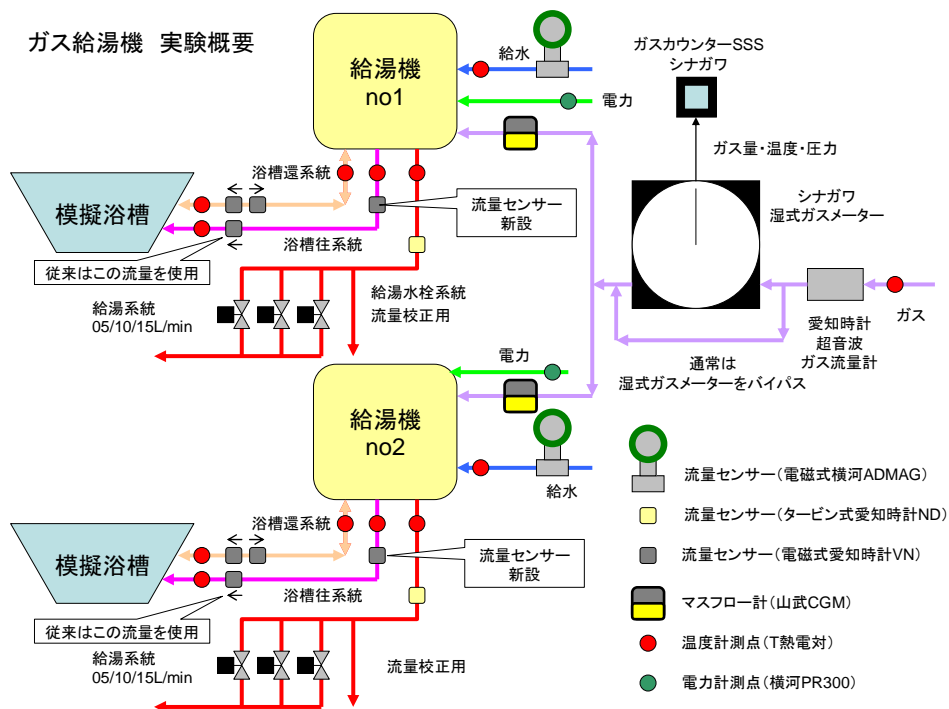 ガス給湯機 実験概要
給湯機
no1
給水
電力
ガスカウンターSSS
シナガワ
ガス量・温度・圧力
シナガワ
湿式ガスメーター
浴槽還系統
模擬浴槽
流量センサー
新設
浴槽往系統
従来はこの流量を使用
給湯系統
05/10/15L/min
給湯水栓系統
流量校正用
ガス
愛知時計
超音波
ガス流量計
通常は
湿式ガスメーターをバイパス
電力
給湯機
no2
給水
浴槽還系統
模擬浴槽
流量センサー
新設
浴槽往系統
従来はこの流量を使用
給湯系統
05/10/15L/min
流量校正用
流量センサー(電磁式横河ADMAG)
流量センサー(タービン式愛知時計ND)
流量センサー(電磁式愛知時計VN)
マスフロー計(山武CGM)
温度計測点(T熱電対)
電力計測点(横河PR300)